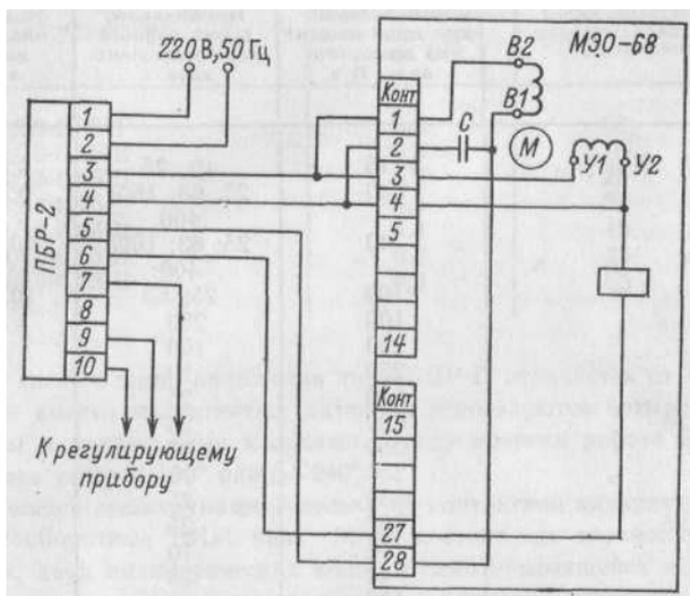 220 В, 50 Гц
МЭО-68
ПБР-2
1
2
3
4
5
6
7
8
9
10
Конт
1
2
3
4
5
14
Конт
15
27
28
С
В2
В1
М
У1
У2
К регулирующему
прибору